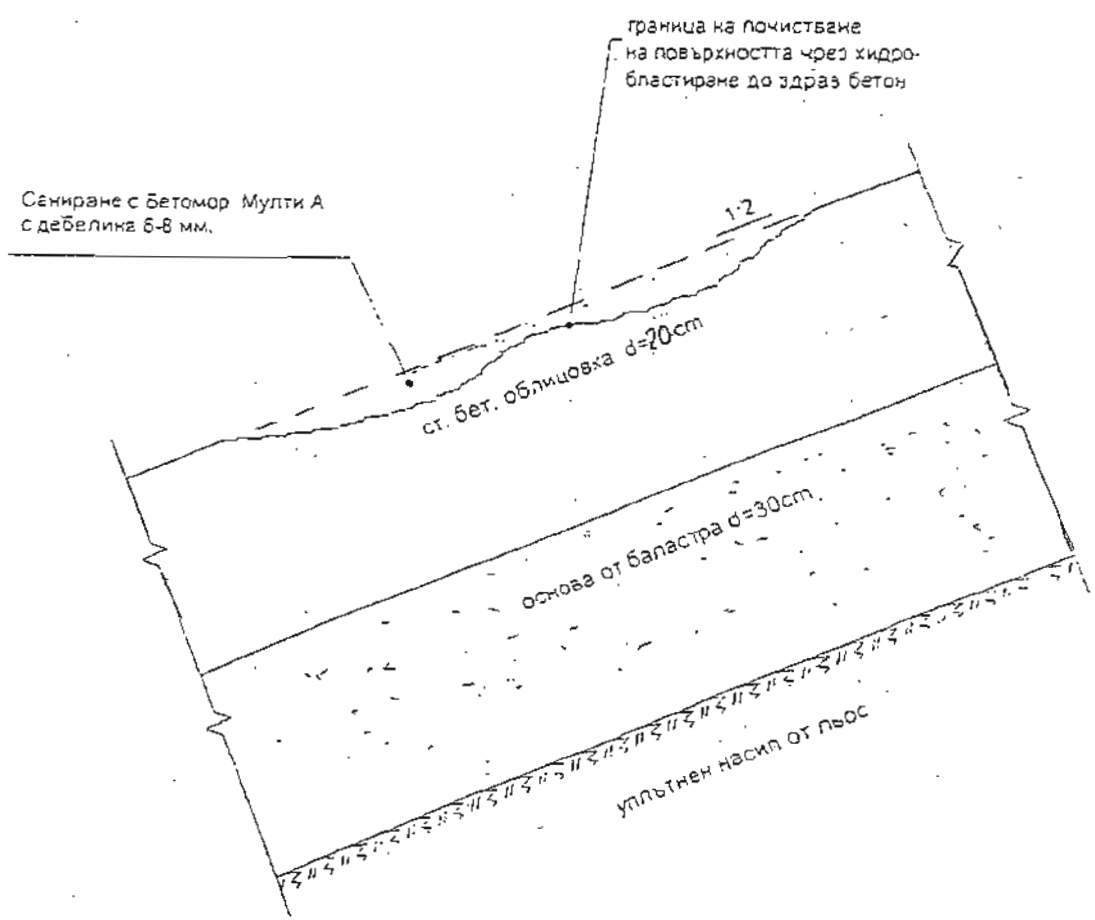 граница на почистване
на повърхността чрез хидро-
бластиране до здрав бетон
Саниране с Бетомор Мулти А
с дебелина 6-8 мм.
1:2
ст. бет. облицовка d=20cm
основа от баластра d=30cm
уплътнен насип от льос